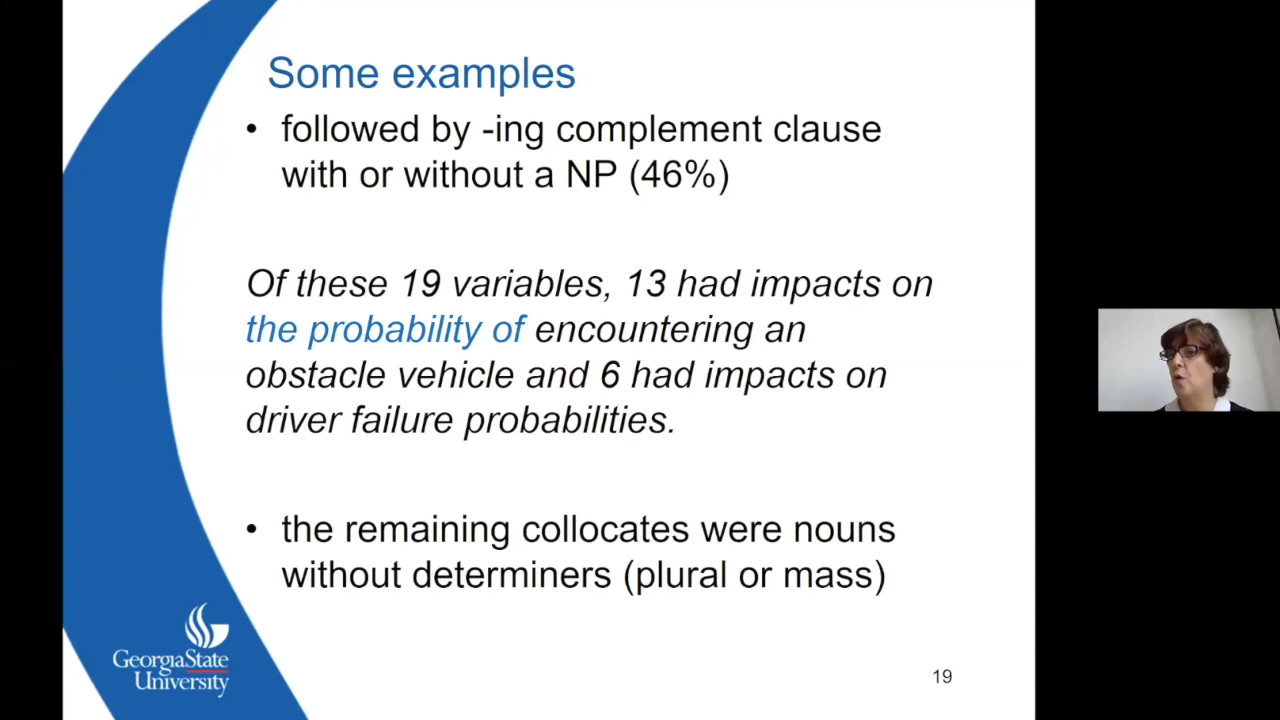 Some examples
• followed by -ing complement clause
with or without a NP (46%)
Of these 19 variables, 13 had impacts on
the probability of encountering an
obstacle vehicle and 6 had impacts on
driver failure probabilities.
• the remaining collocates were nouns
without determiners (plural or mass)
GeorgiaState
University
19